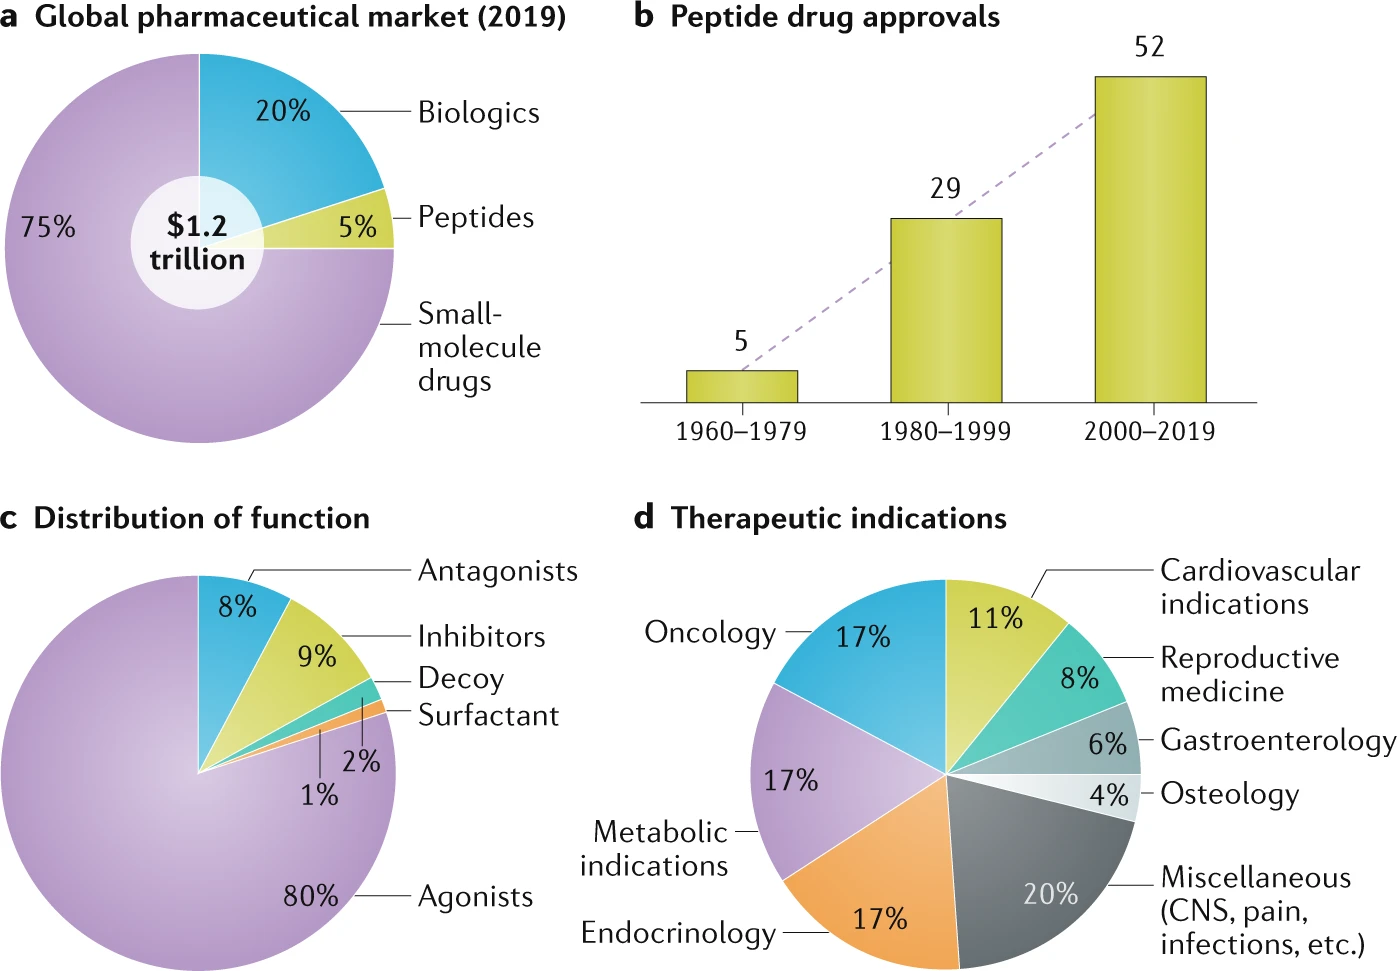 a Global pharmaceutical market (2019)
20%
Biologics
5%
Peptides
75%
$1.2
trillion
Small-
molecule
drugs
b Peptide drug approvals
5
29
52
1960–1979
1980–1999
2000–2019
c Distribution of function
8%
Antagonists
9%
Inhibitors
Decoy
Surfactant
2%
1%
80%
Agonists
d Therapeutic indications
11%
Cardiovascular
indications
8%
Reproductive
medicine
6%
Gastroenterology
4%
Osteology
20%
Miscellaneous
(CNS, pain,
infections, etc.)
17%
Endocrinology
17%
Metabolic
indications
17%
Oncology